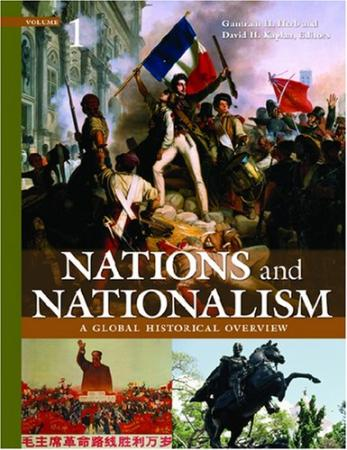 VOLUME 1
Guntram H. Herb and
David H. Kaplan, Editors
NATIONS and
NATIONALISM
A GLOBAL HISTORICAL OVERVIEW
毛主席革命路线胜利万岁